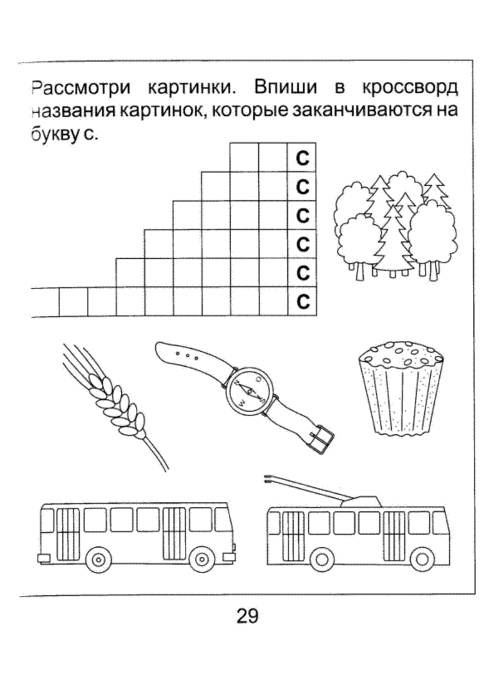 Рассмотри картинки. Впиши в кроссворд
названия картинок, которые заканчиваются на
букву с.
С
С
С
С
С
С
29